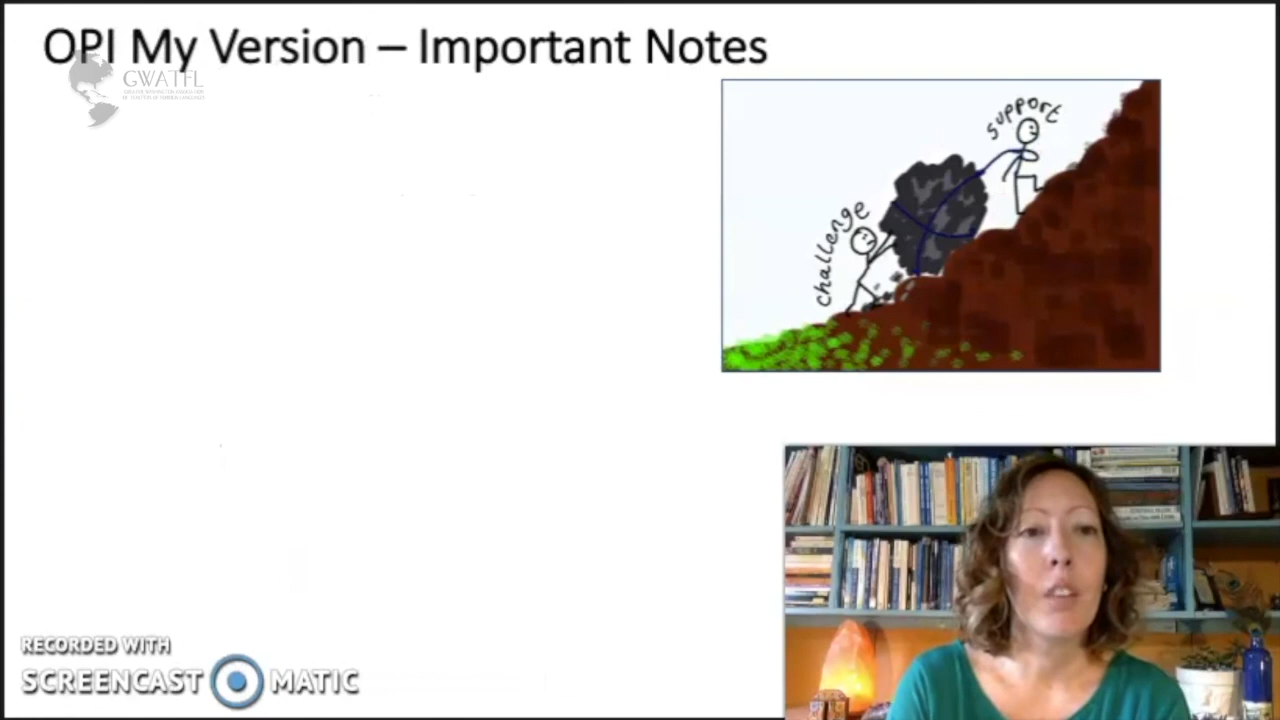 OPI My Version – Important Notes
GWATFL
support
challenge
RECORDED WITH
SCREENCAST MATIC